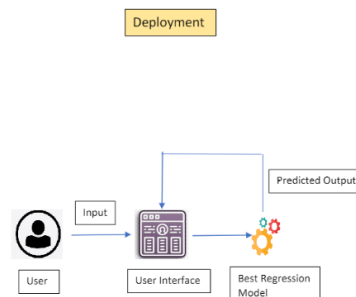 Deployment
Predicted Output
Input
User
User Interface
Best Regression
Model